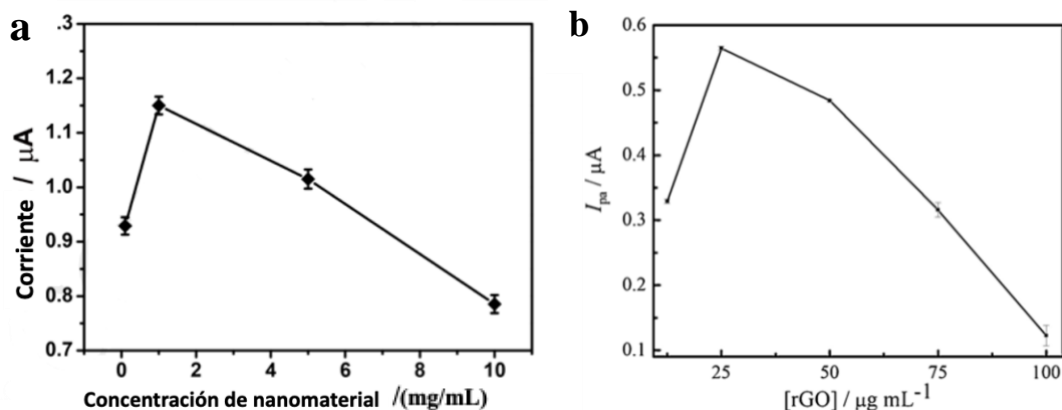 a
.3
1.2
1.1
1.0
0.9
0.8
0.7
Corriente / μA
0 2 4 6 8 10
Concentración de nanomaterial /(mg/mL)
b
0.6
0.5
0.4
0.3
0.2
0.1
Ipa / μA
25 50 75 100
[rGO] / μg mL-1